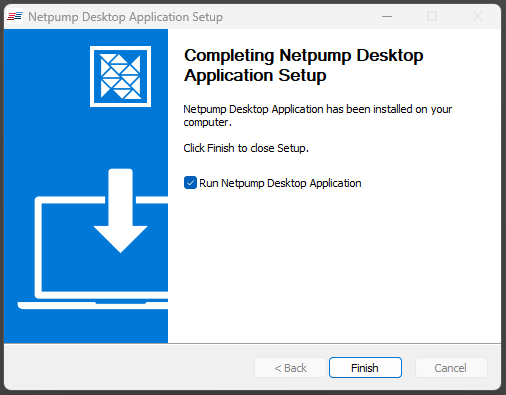 Netpump Desktop Application Setup
Completing Netpump Desktop
Application Setup
Netpump Desktop Application has been installed on your
computer.
Click Finish to close Setup.
Run Netpump Desktop Application
< Back
Finish
Cancel